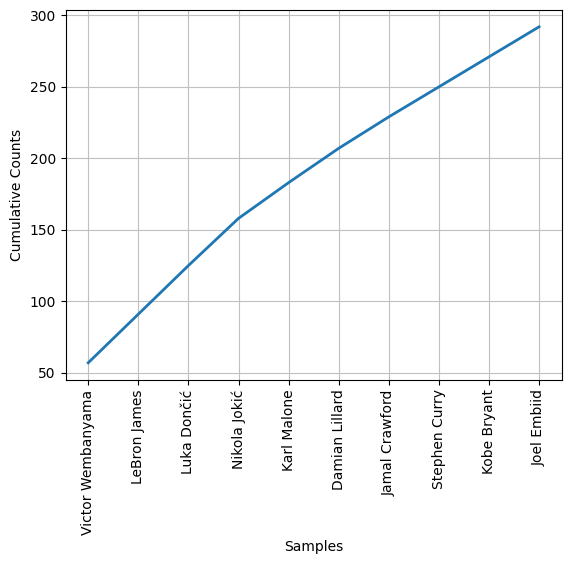 300
250
200
150
100
50
Cumulative Counts
Victor Wembanyama
LeBron James
Luka Dončić
Nikola Jokić
Karl Malone
Damian Lillard
Jamal Crawford
Stephen Curry
Kobe Bryant
Joel Embiid
Samples